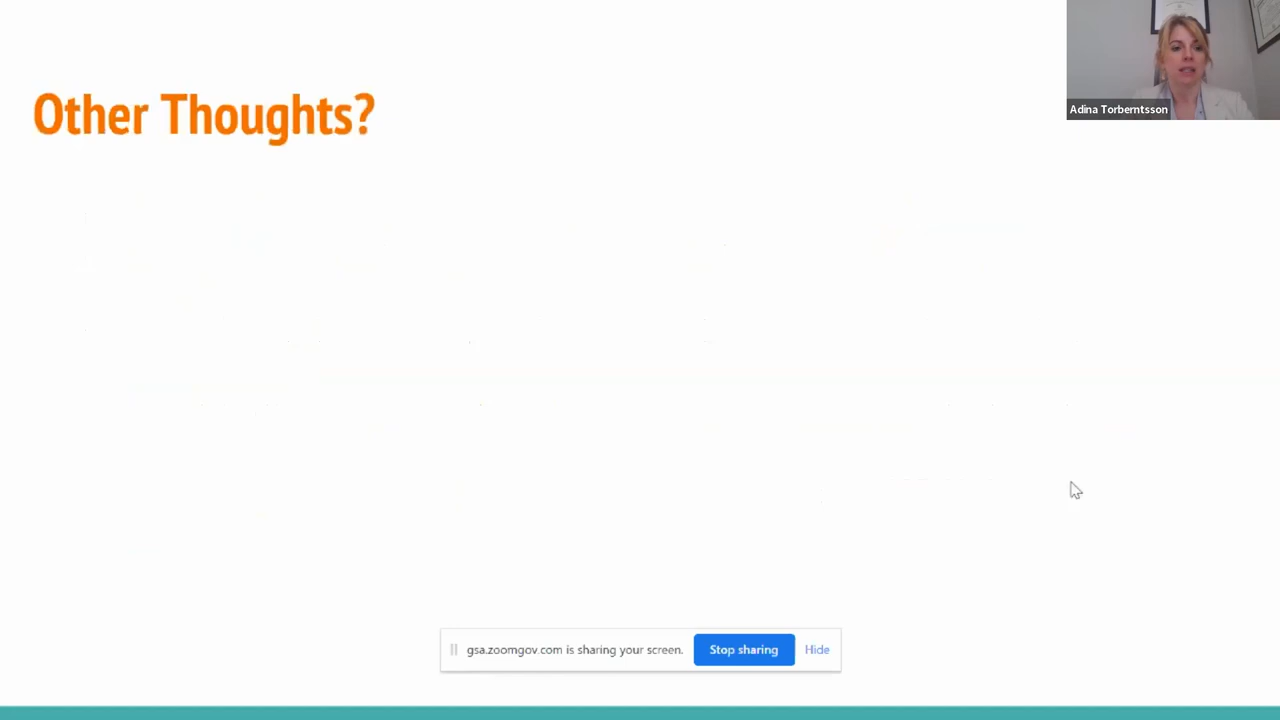 Other Thoughts?
Adina Torberntsson
gsa.zoomgov.com is sharing your screen.
Stop sharing
Hide